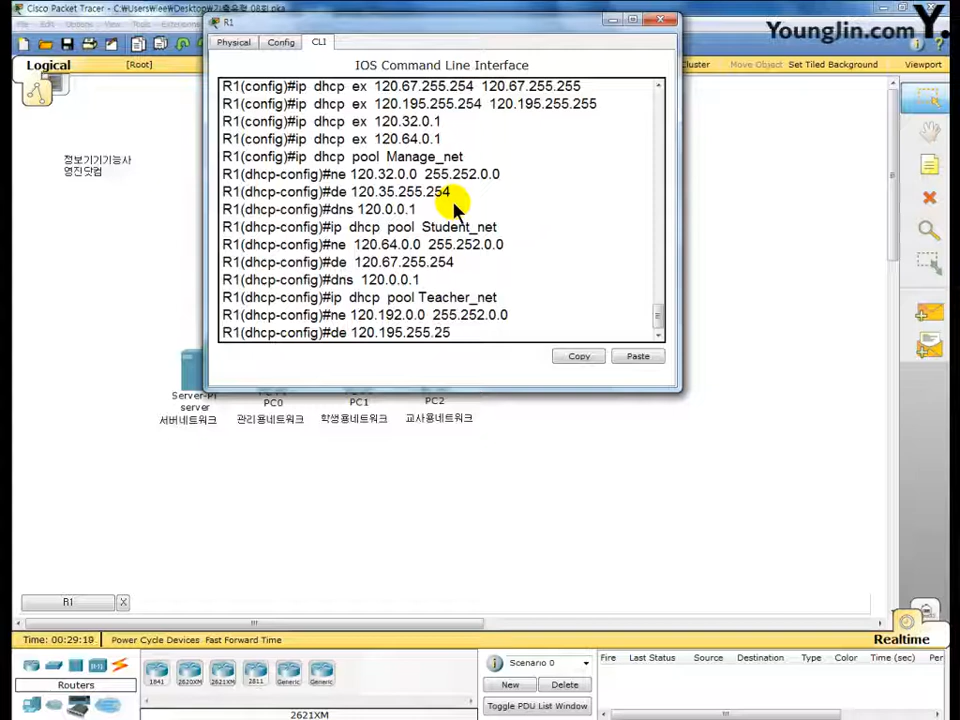 Cisco Packet Tracer - C:\Users\lee\Desktop\기출유형 08회.pka
YoungJin.com Y.
Logical
[Root]
Cluster
Move Object
Set Tiled Background
Viewport
R1
Physical
Config
CLI
IOS Command Line Interface
R1(config)#ip dhcp ex 120.67.255.254 120.67.255.255
R1(config)#ip dhcp ex 120.195.255.254 120.195.255.255
R1(config)#ip dhcp ex 120.32.0.1
R1(config)#ip dhcp ex 120.64.0.1
R1(config)#ip dhcp pool Manage_net
R1(dhcp-config)#ne 120.32.0.0 255.252.0.0
R1(dhcp-config)#de 120.35.255.254
R1(dhcp-config)#dns 120.0.0.1
R1(dhcp-config)#ip dhcp pool Student_net
R1(dhcp-config)#ne 120.64.0.0 255.252.0.0
R1(dhcp-config)#de 120.67.255.254
R1(dhcp-config)#dns 120.0.0.1
R1(dhcp-config)#ip dhcp pool Teacher_net
R1(dhcp-config)#ne 120.192.0.0 255.252.0.0
R1(dhcp-config)#de 120.195.255.25
Copy
Paste
정보기기기능사
영진닷컴
Server-PT
server
서버네트워크
PC0
관리용네트워크
PC1
학생용네트워크
PC2
교사용네트워크
R1
X
Time: 00:29:19
Power Cycle Devices Fast Forward Time
Realtime
Routers
1841
2620XM
2621XM
2811
Generic
Generic
2621XM
Scenario 0
New
Delete
Toggle PDU List Window
Fire
Last Status
Source
Destination
Type
Color
Time (sec)
Per